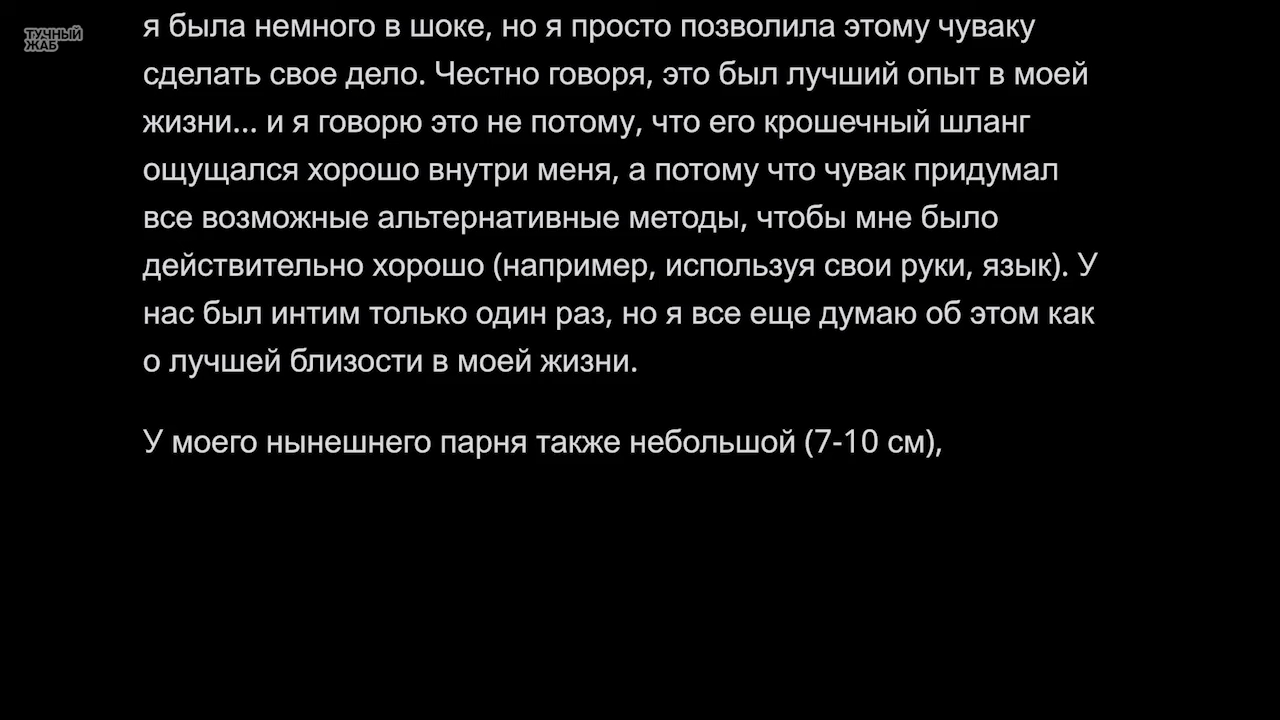 ТУЧНЫЙ
ЖАБ
я была немного в шоке, но я просто позволила этому чуваку
сделать свое дело. Честно говоря, это был лучший опыт в моей
жизни... и я говорю это не потому, что его крошечный шланг
ощущался хорошо внутри меня, а потому что чувак придумал
все возможные альтернативные методы, чтобы мне было
действительно хорошо (например, используя свои руки, язык). У
нас был интим только один раз, но я все еще думаю об этом как
о лучшей близости в моей жизни.
У моего нынешнего парня также небольшой (7-10 см),